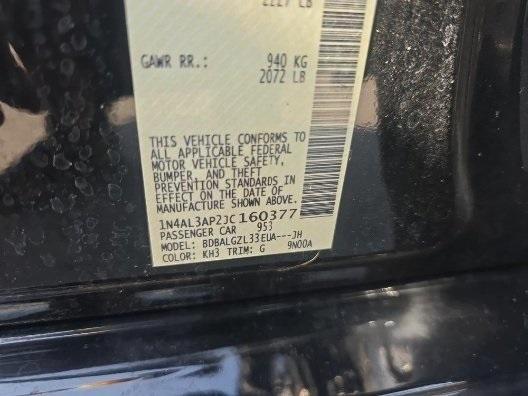 2227 LB
GAWR RR.: 940 KG
2072 LB
THIS VEHICLE CONFORMS TO
ALL APPLICABLE FEDERAL
MOTOR VEHICLE SAFETY,
BUMPER, AND THEFT
PREVENTION STANDARDS IN
EFFECT ON THE DATE OF
MANUFACTURE SHOWN ABOVE.
1N4AL3AP2JC160377
PASSENGER CAR 953
MODEL: BDBALGZL33EUA---JH
COLOR: KH3 TRIM: G 9N00A